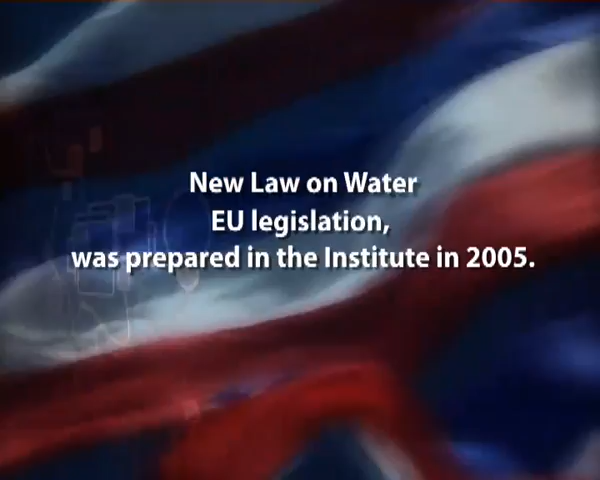 New Law on Water
EU legislation,
was prepared in the Institute in 2005.